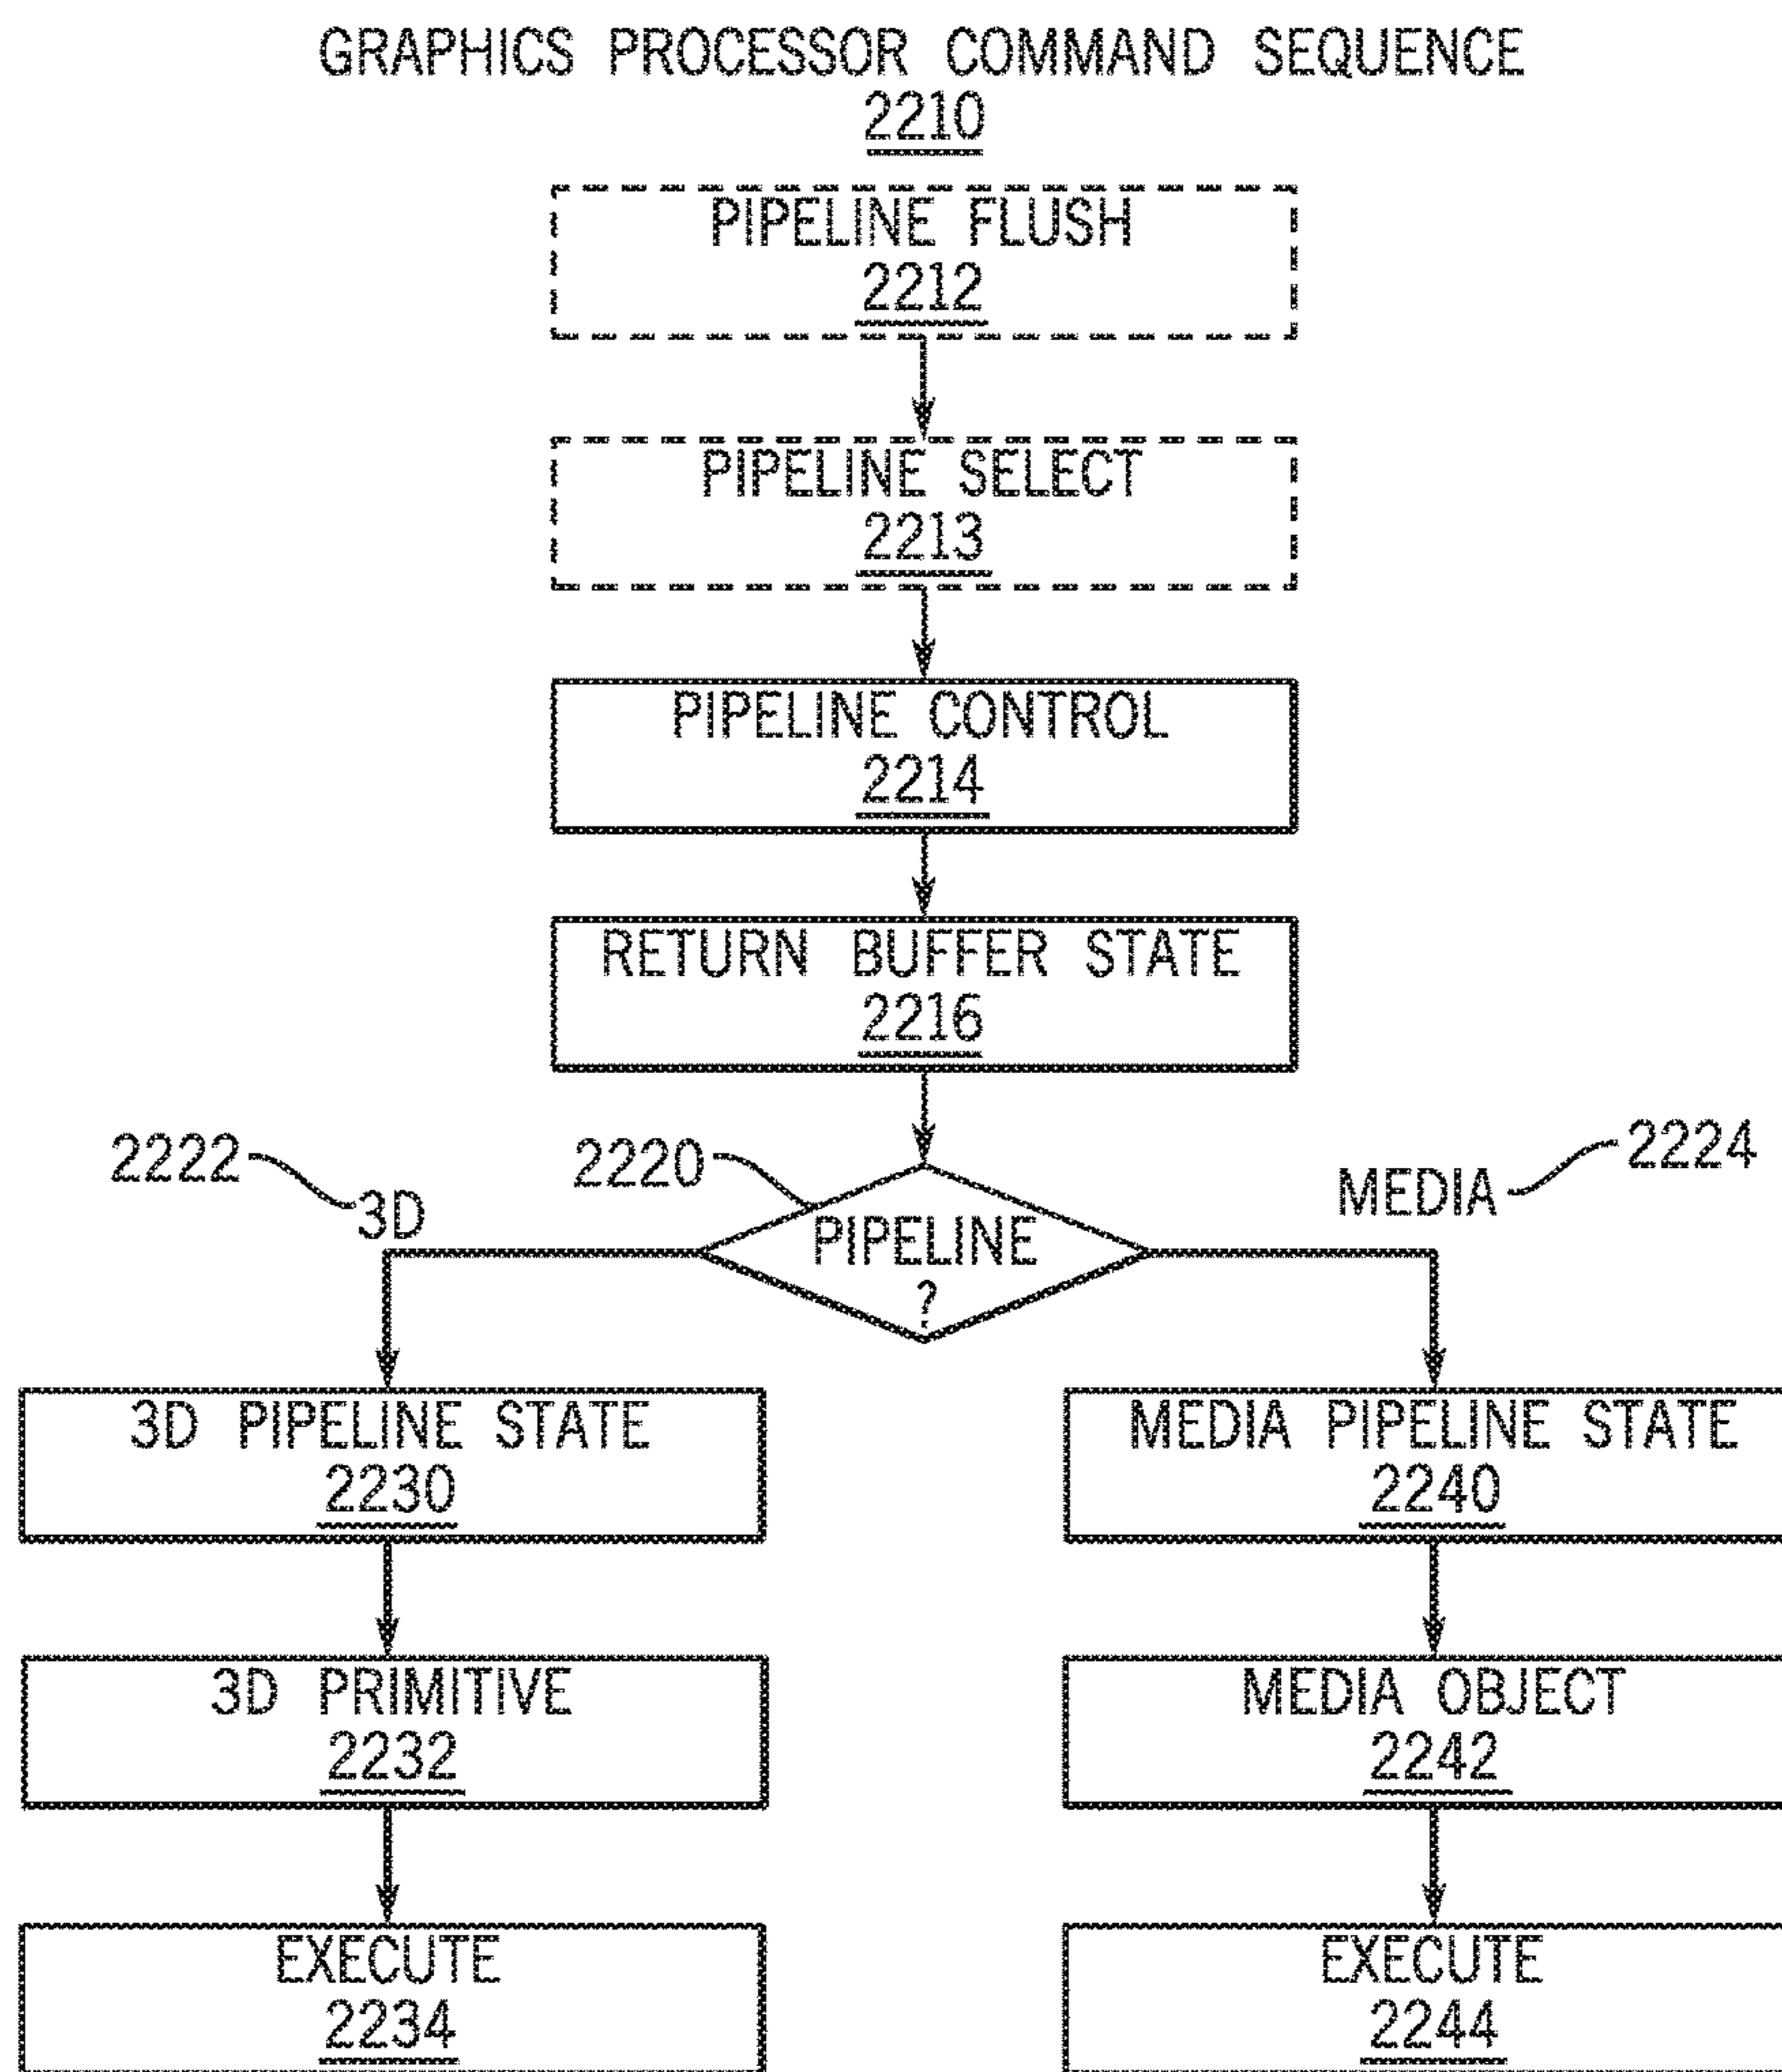 GRAPHICS PROCESSOR COMMAND SEQUENCE
2210
PIPELINE FLUSH
2212
PIPELINE SELECT
2213
PIPELINE CONTROL
2214
RETURN BUFFER STATE
2216
2222
3D
2220
PIPELINE
?
MEDIA
2224
3D PIPELINE STATE
2230
MEDIA PIPELINE STATE
2240
3D PRIMITIVE
2232
MEDIA OBJECT
2242
EXECUTE
2234
EXECUTE
2244